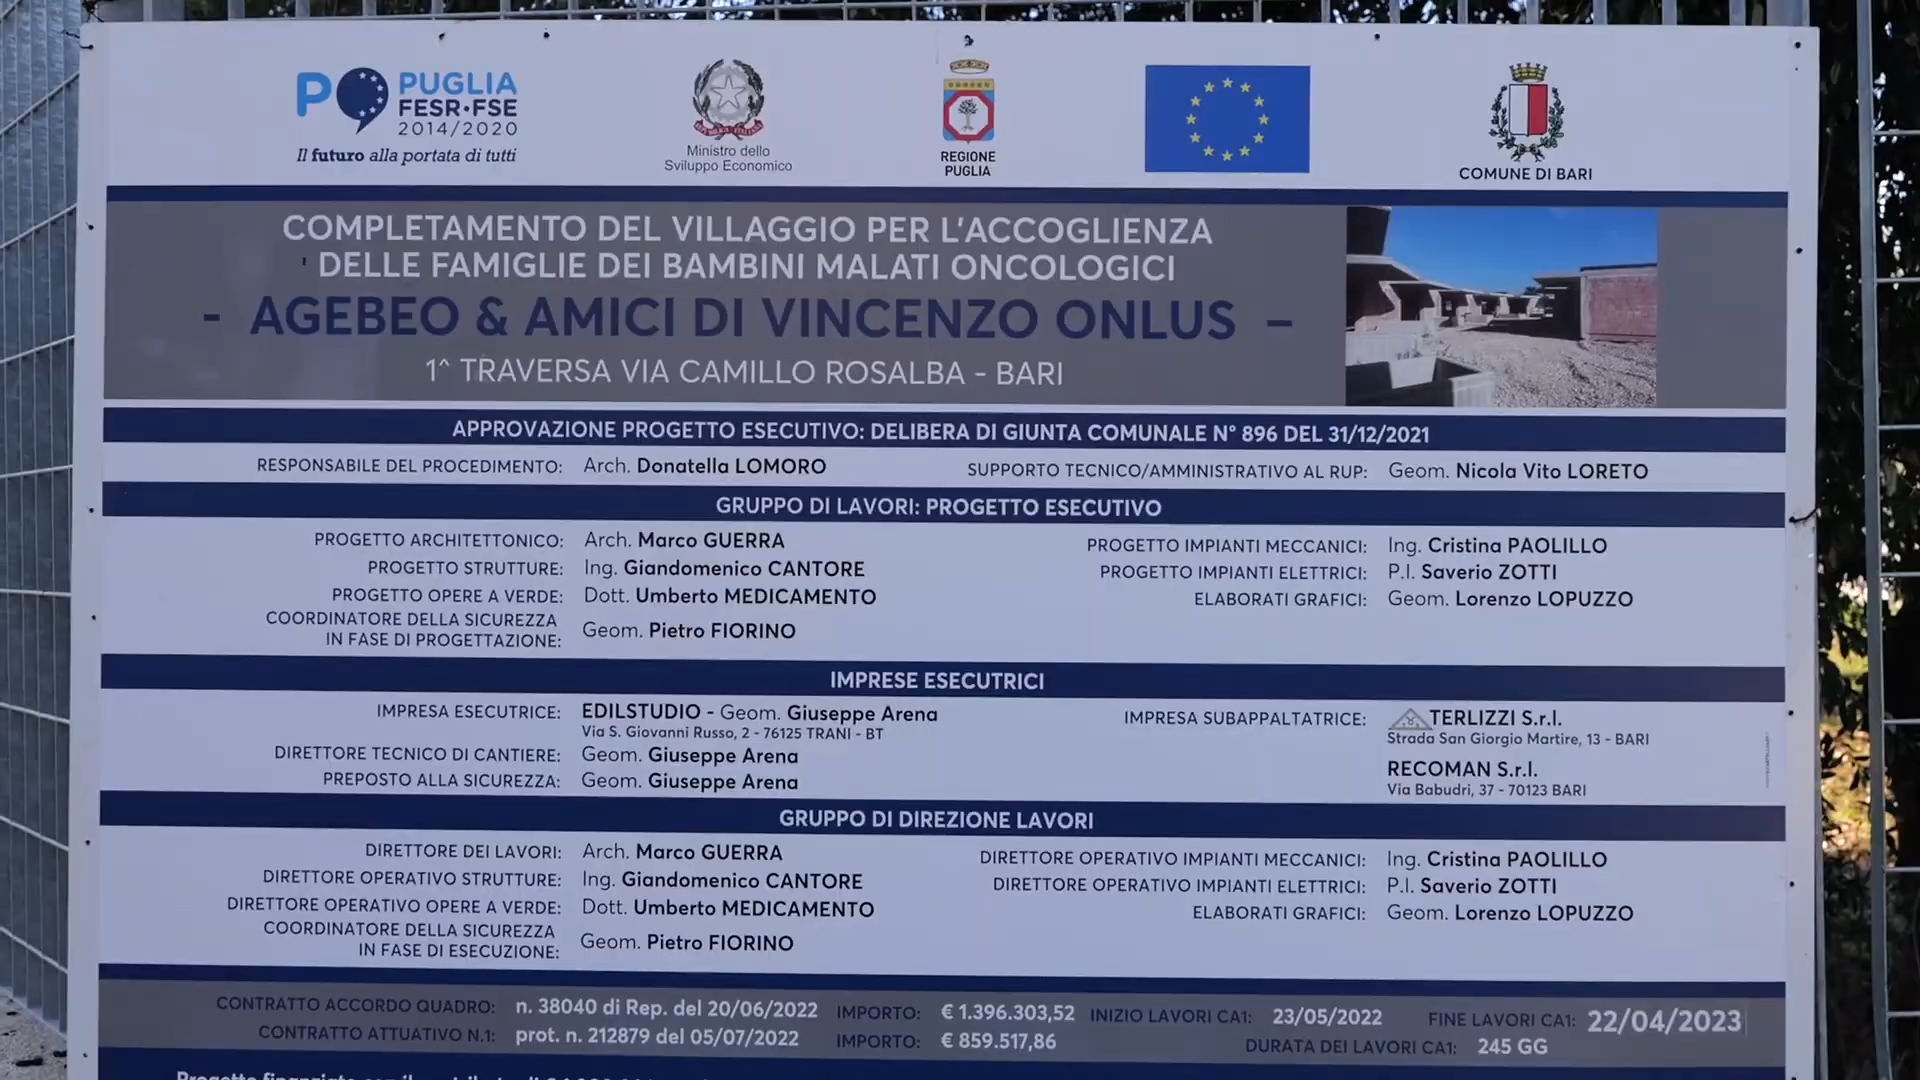 PO PUGLIA
FESR•FSE
2014/2020
Il futuro alla portata di tutti
Ministro dello
Sviluppo Economico
REGIONE
PUGLIA
COMUNE DI BARI
COMPLETAMENTO DEL VILLAGGIO PER L'ACCOGLIENZA
DELLE FAMIGLIE DEI BAMBINI MALATI ONCOLOGICI
- AGEBEO & AMICI DI VINCENZO ONLUS –
1^ TRAVERSA VIA CAMILLO ROSALBA - BARI
APPROVAZIONE PROGETTO ESECUTIVO: DELIBERA DI GIUNTA COMUNALE N° 896 DEL 31/12/2021
RESPONSABILE DEL PROCEDIMENTO: Arch. Donatella LOMORO
SUPPORTO TECNICO/AMMINISTRATIVO AL RUP: Geom. Nicola Vito LORETO
GRUPPO DI LAVORI: PROGETTO ESECUTIVO
PROGETTO ARCHITETTONICO: Arch. Marco GUERRA
PROGETTO STRUTTURE: Ing. Giandomenico CANTORE
PROGETTO OPERE A VERDE: Dott. Umberto MEDICAMENTO
COORDINATORE DELLA SICUREZZA
IN FASE DI PROGETTAZIONE: Geom. Pietro FIORINO
PROGETTO IMPIANTI MECCANICI: Ing. Cristina PAOLILLO
PROGETTO IMPIANTI ELETTRICI: P.I. Saverio ZOTTI
ELABORATI GRAFICI: Geom. Lorenzo LOPUZZO
IMPRESE ESECUTRICI
IMPRESA ESECUTRICE: EDILSTUDIO - Geom. Giuseppe Arena
Via S. Giovanni Russo, 2 - 76125 TRANI - BT
DIRETTORE TECNICO DI CANTIERE: Geom. Giuseppe Arena
PREPOSTO ALLA SICUREZZA: Geom. Giuseppe Arena
IMPRESA SUBAPPALTATRICE: TERLIZZI S.r.l.
Strada San Giorgio Martire, 13 - BARI
RECOMAN S.r.l.
Via Babudri, 37 - 70123 BARI
GRUPPO DI DIREZIONE LAVORI
DIRETTORE DEI LAVORI: Arch. Marco GUERRA
DIRETTORE OPERATIVO STRUTTURE: Ing. Giandomenico CANTORE
DIRETTORE OPERATIVO OPERE A VERDE: Dott. Umberto MEDICAMENTO
COORDINATORE DELLA SICUREZZA
IN FASE DI ESECUZIONE: Geom. Pietro FIORINO
DIRETTORE OPERATIVO IMPIANTI MECCANICI: Ing. Cristina PAOLILLO
DIRETTORE OPERATIVO IMPIANTI ELETTRICI: P.I. Saverio ZOTTI
ELABORATI GRAFICI: Geom. Lorenzo LOPUZZO
CONTRATTO ACCORDO QUADRO: n. 38040 di Rep. del 20/06/2022 IMPORTO: € 1.396.303,52 INIZIO LAVORI CA1: 23/05/2022 FINE LAVORI CA1: 22/04/2023
CONTRATTO ATTUATIVO N.1: prot. n. 212879 del 05/07/2022 IMPORTO: € 859.517,86 DURATA DEI LAVORI CA1: 245 GG